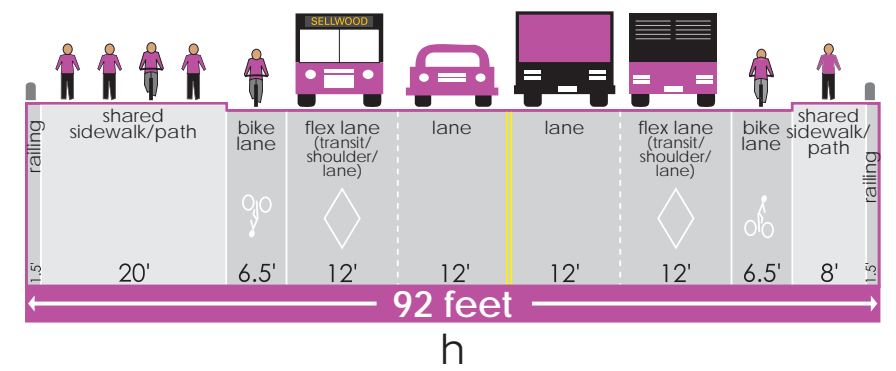 SELLWOOD
railing
shared
sidewalk/path
bike
lane
flex lane
(transit/
shoulder/
lane)
lane
lane
flex lane
(transit/
shoulder/
lane)
bike
lane
shared
sidewalk/
path
railing
1.5'
20'
6.5'
12'
12'
12'
12'
6.5'
8'
1.5'
92 feet
h